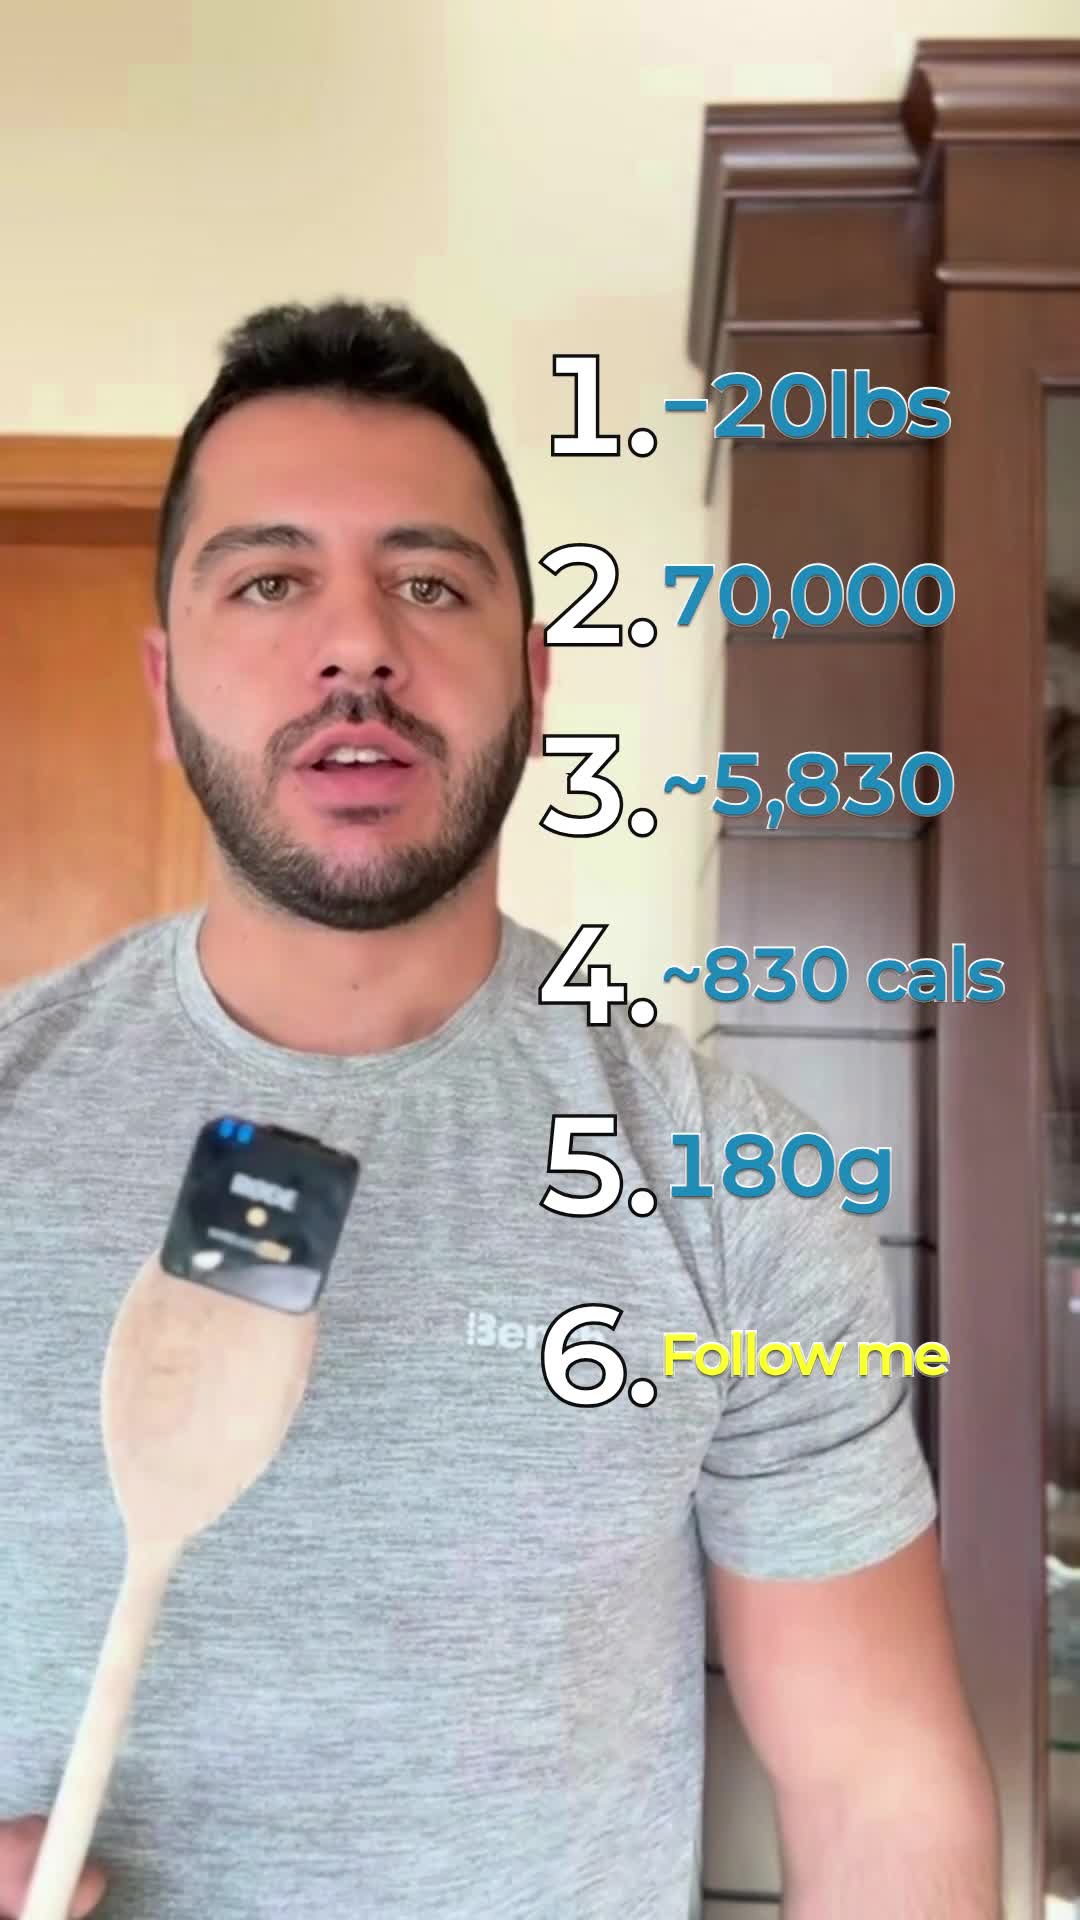 1. -20lbs
2. 70,000
3. ~5,830
4. ~830 cals
5. 180g
6. Follow me